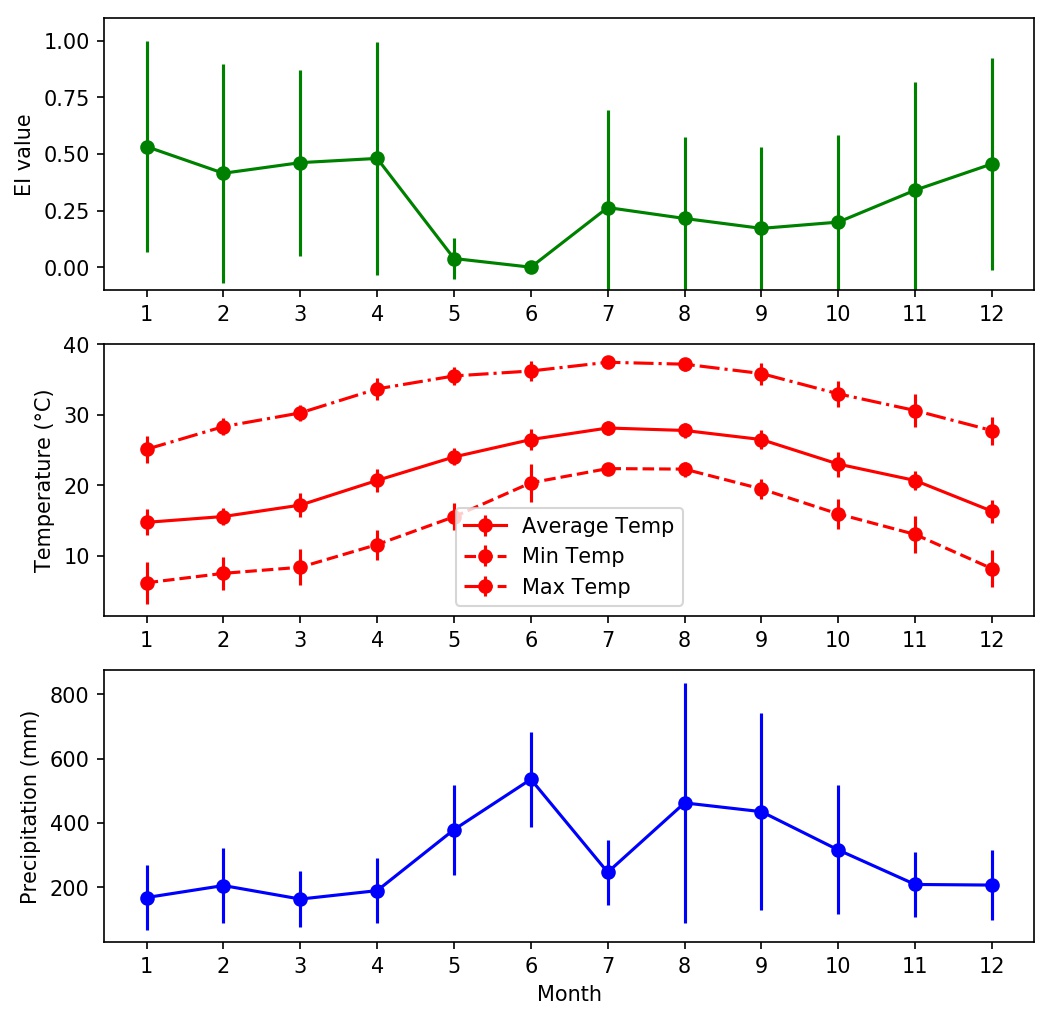 EI value
1.00
0.75
0.50
0.25
0.00
1 2 3 4 5 6 7 8 9 10 11 12
Temperature (°C)
40
30
20
10
Average Temp
Min Temp
Max Temp
1 2 3 4 5 6 7 8 9 10 11 12
Precipitation (mm)
800
600
400
200
1 2 3 4 5 6 7 8 9 10 11 12
Month